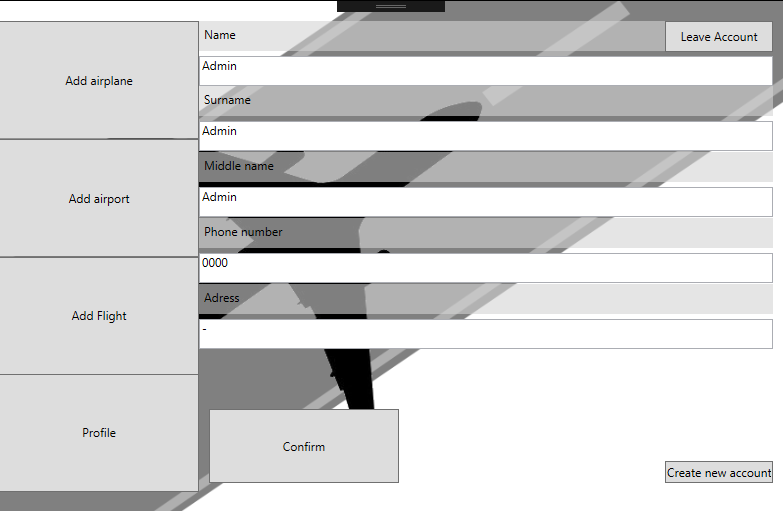 Name
Leave Account
Add airplane
Admin
Surname
Admin
Middle name
Add airport
Admin
Phone number
0000
Adress
Add Flight
-
Profile
Confirm
Create new account